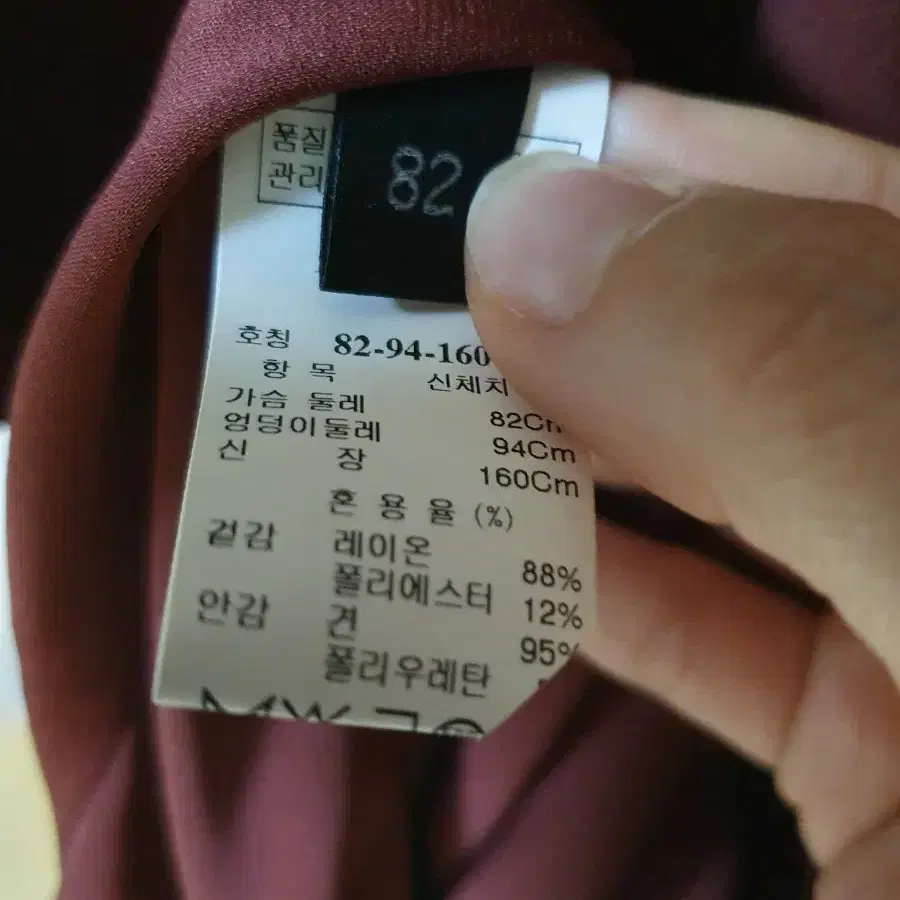 품질
관리
82
호칭 82-94-160
항 목 신체치
가슴 둘레 82Cm
엉덩이둘레 94Cm
신 장 160Cm
혼 용 율 (%)
겉감 레이온 88%
폴리에스터 12%
안감 견 95%
폴리우레탄